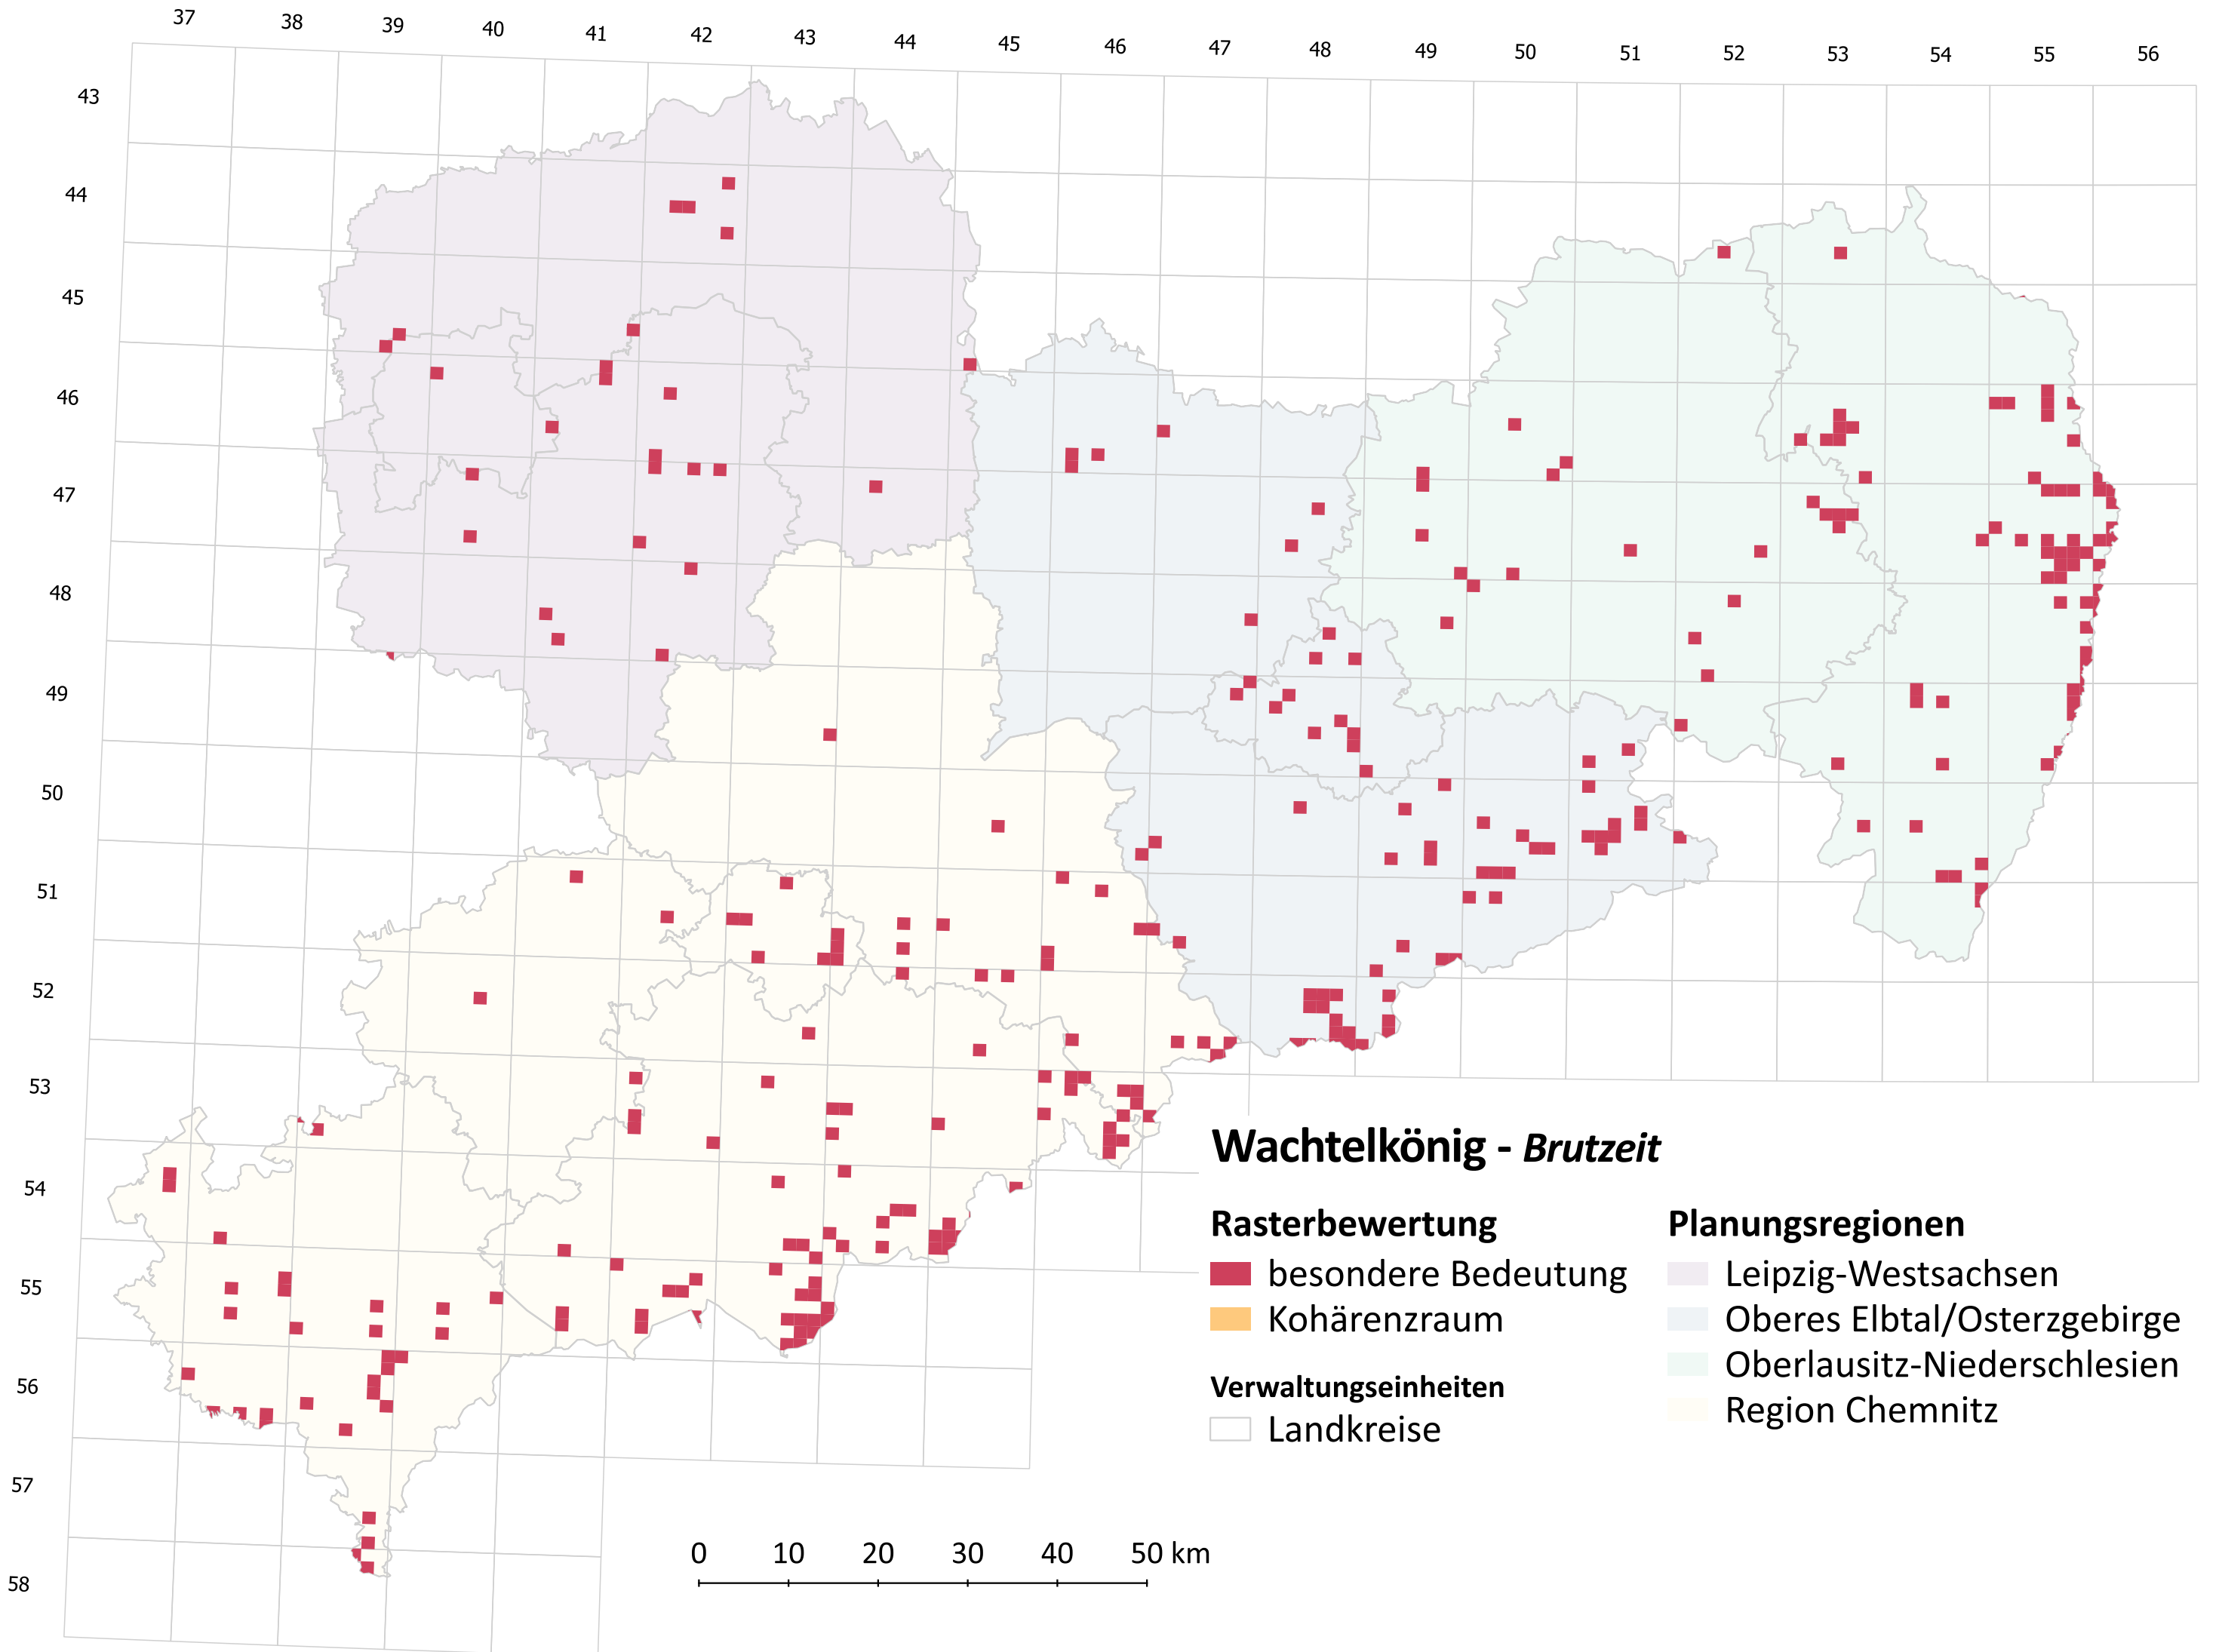 37 38 39 40 41 42 43 44 45 46 47 48 49 50 51 52 53 54 55 56
43
44
45
46
47
48
49
50
51
52
53
54
55
56
57
58
Wachtelkönig - Brutzeit
Rasterbewertung
besondere Bedeutung
Kohärenzraum
Verwaltungseinheiten
Landkreise
Planungsregionen
Leipzig-Westsachsen
Oberes Elbtal/Osterzgebirge
Oberlausitz-Niederschlesien
Region Chemnitz
0 10 20 30 40 50 km